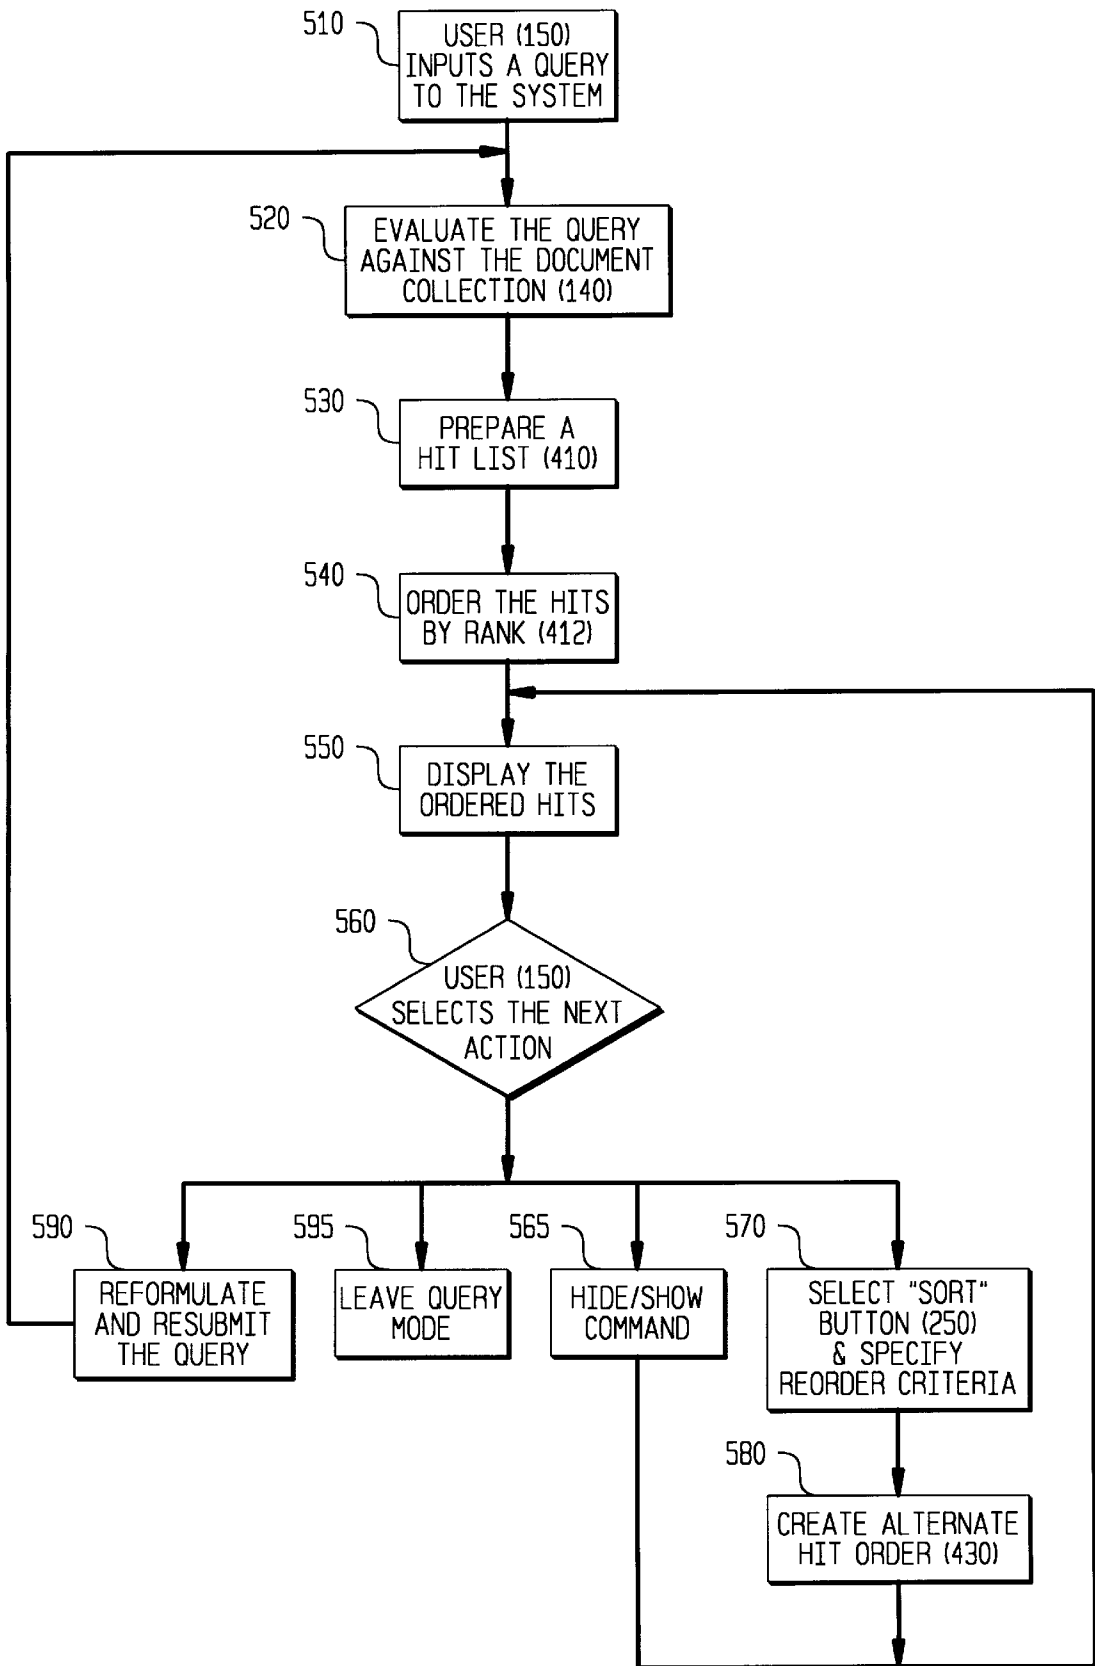 510
USER (150)
INPUTS A QUERY
TO THE SYSTEM
520
EVALUATE THE QUERY
AGAINST THE DOCUMENT
COLLECTION (140)
530
PREPARE A
HIT LIST (410)
540
ORDER THE HITS
BY RANK (412)
550
DISPLAY THE
ORDERED HITS
560
USER (150)
SELECTS THE NEXT
ACTION
590
REFORMULATE
AND RESUBMIT
THE QUERY
595
LEAVE QUERY
MODE
565
HIDE/SHOW
COMMAND
570
SELECT "SORT"
BUTTON (250)
& SPECIFY
REORDER CRITERIA
580
CREATE ALTERNATE
HIT ORDER (430)